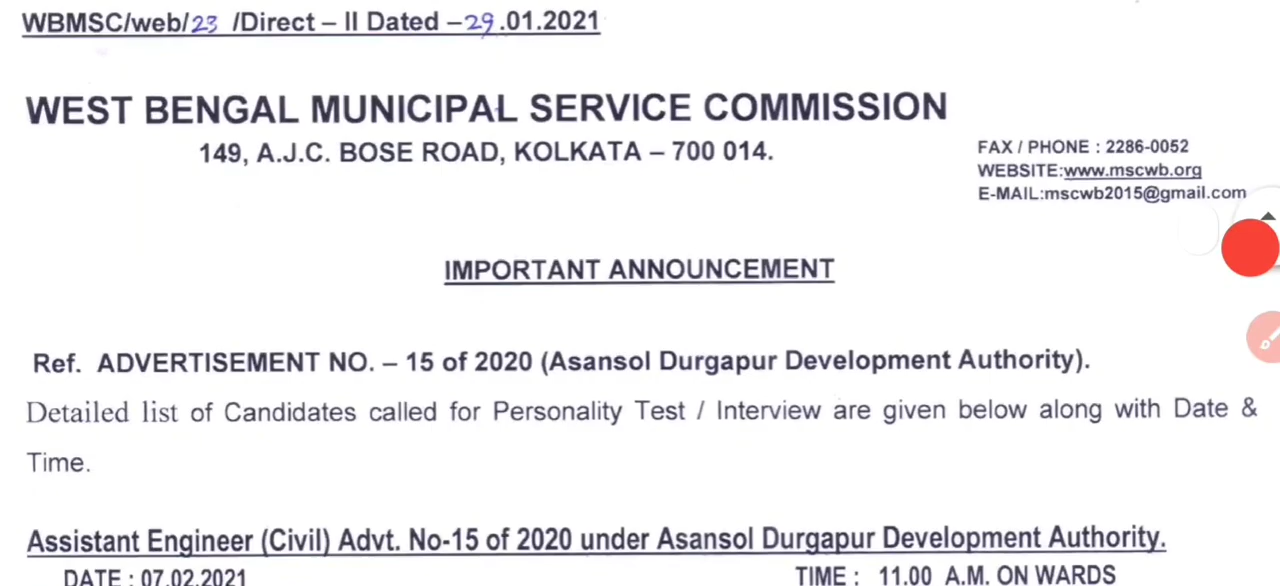 WBMSC/web/23 /Direct – II Dated –29.01.2021
WEST BENGAL MUNICIPAL SERVICE COMMISSION
149, A.J.C. BOSE ROAD, KOLKATA – 700 014.
FAX / PHONE : 2286-0052
WEBSITE:www.mscwb.org
E-MAIL:mscwb2015@gmail.com
IMPORTANT ANNOUNCEMENT
Ref. ADVERTISEMENT NO. – 15 of 2020 (Asansol Durgapur Development Authority).
Detailed list of Candidates called for Personality Test / Interview are given below along with Date &
Time.
Assistant Engineer (Civil) Advt. No-15 of 2020 under Asansol Durgapur Development Authority.
DATE : 07.02.2021 TIME : 11.00 A.M. ON WARDS